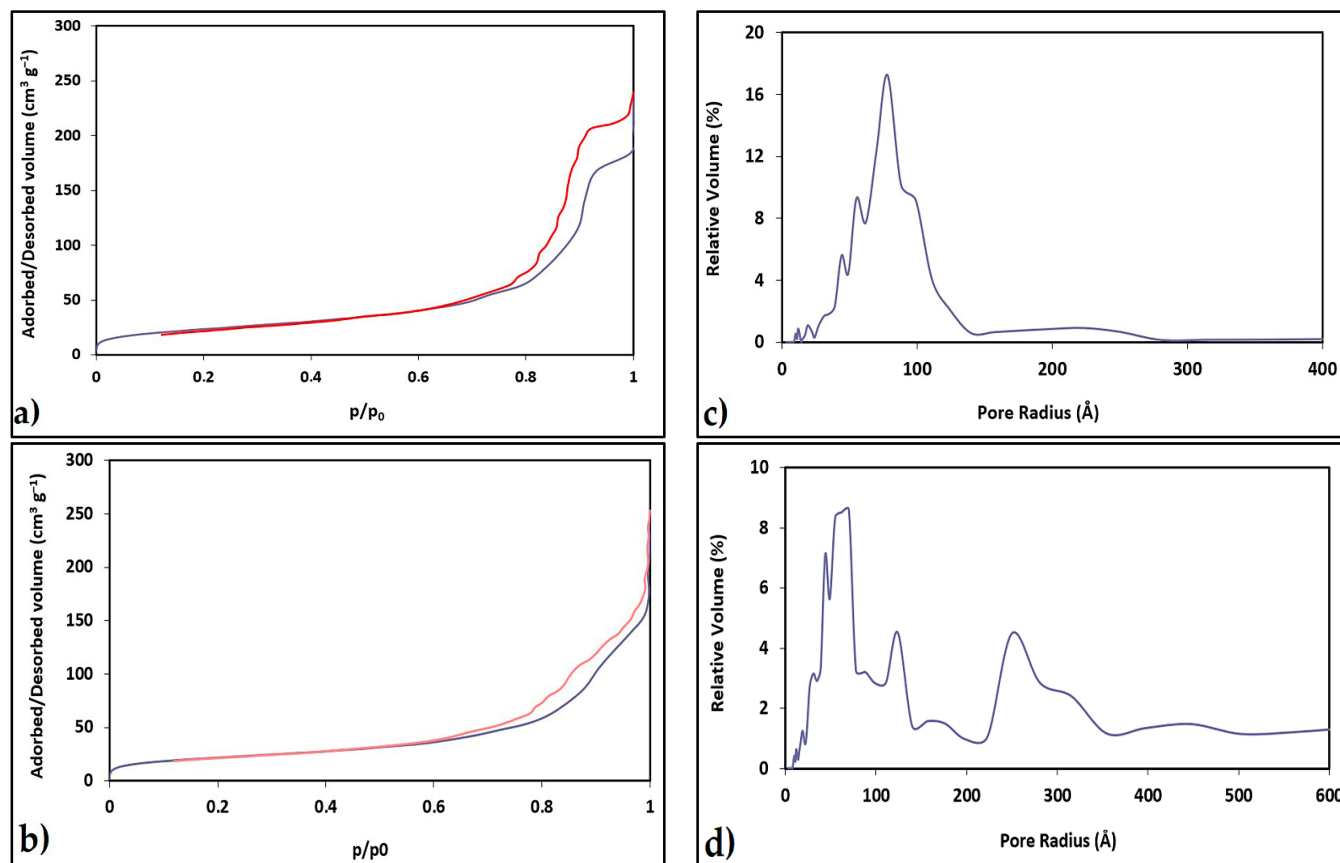 300
250
200
150
100
50
0
Adorbed/Desorbed volume (cm³ g⁻¹)
0 0.2 0.4 0.6 0.8 1
p/p₀
a)
20
16
12
8
4
0
Relative Volume (%)
0 100 200 300 400
Pore Radius (Å)
c)
300
250
200
150
100
50
0
Adorbed/Desorbed volume (cm³ g⁻¹)
0 0.2 0.4 0.6 0.8 1
p/p0
b)
10
8
6
4
2
0
Relative Volume (%)
0 100 200 300 400 500 600
Pore Radius (Å)
d)